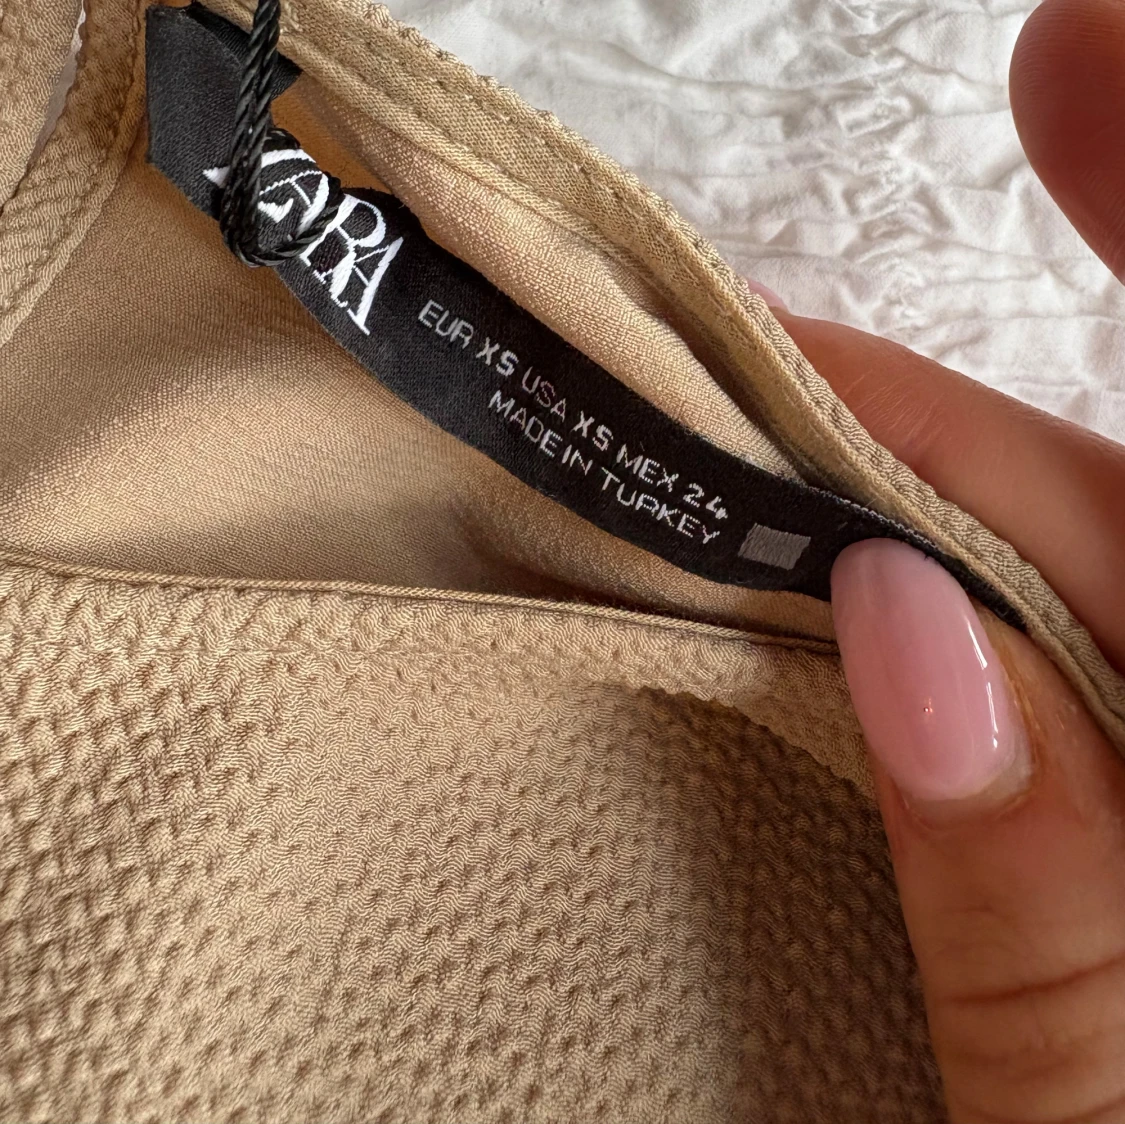 ZARA
EUR XS USA XS MEX 24
MADE IN TURKEY